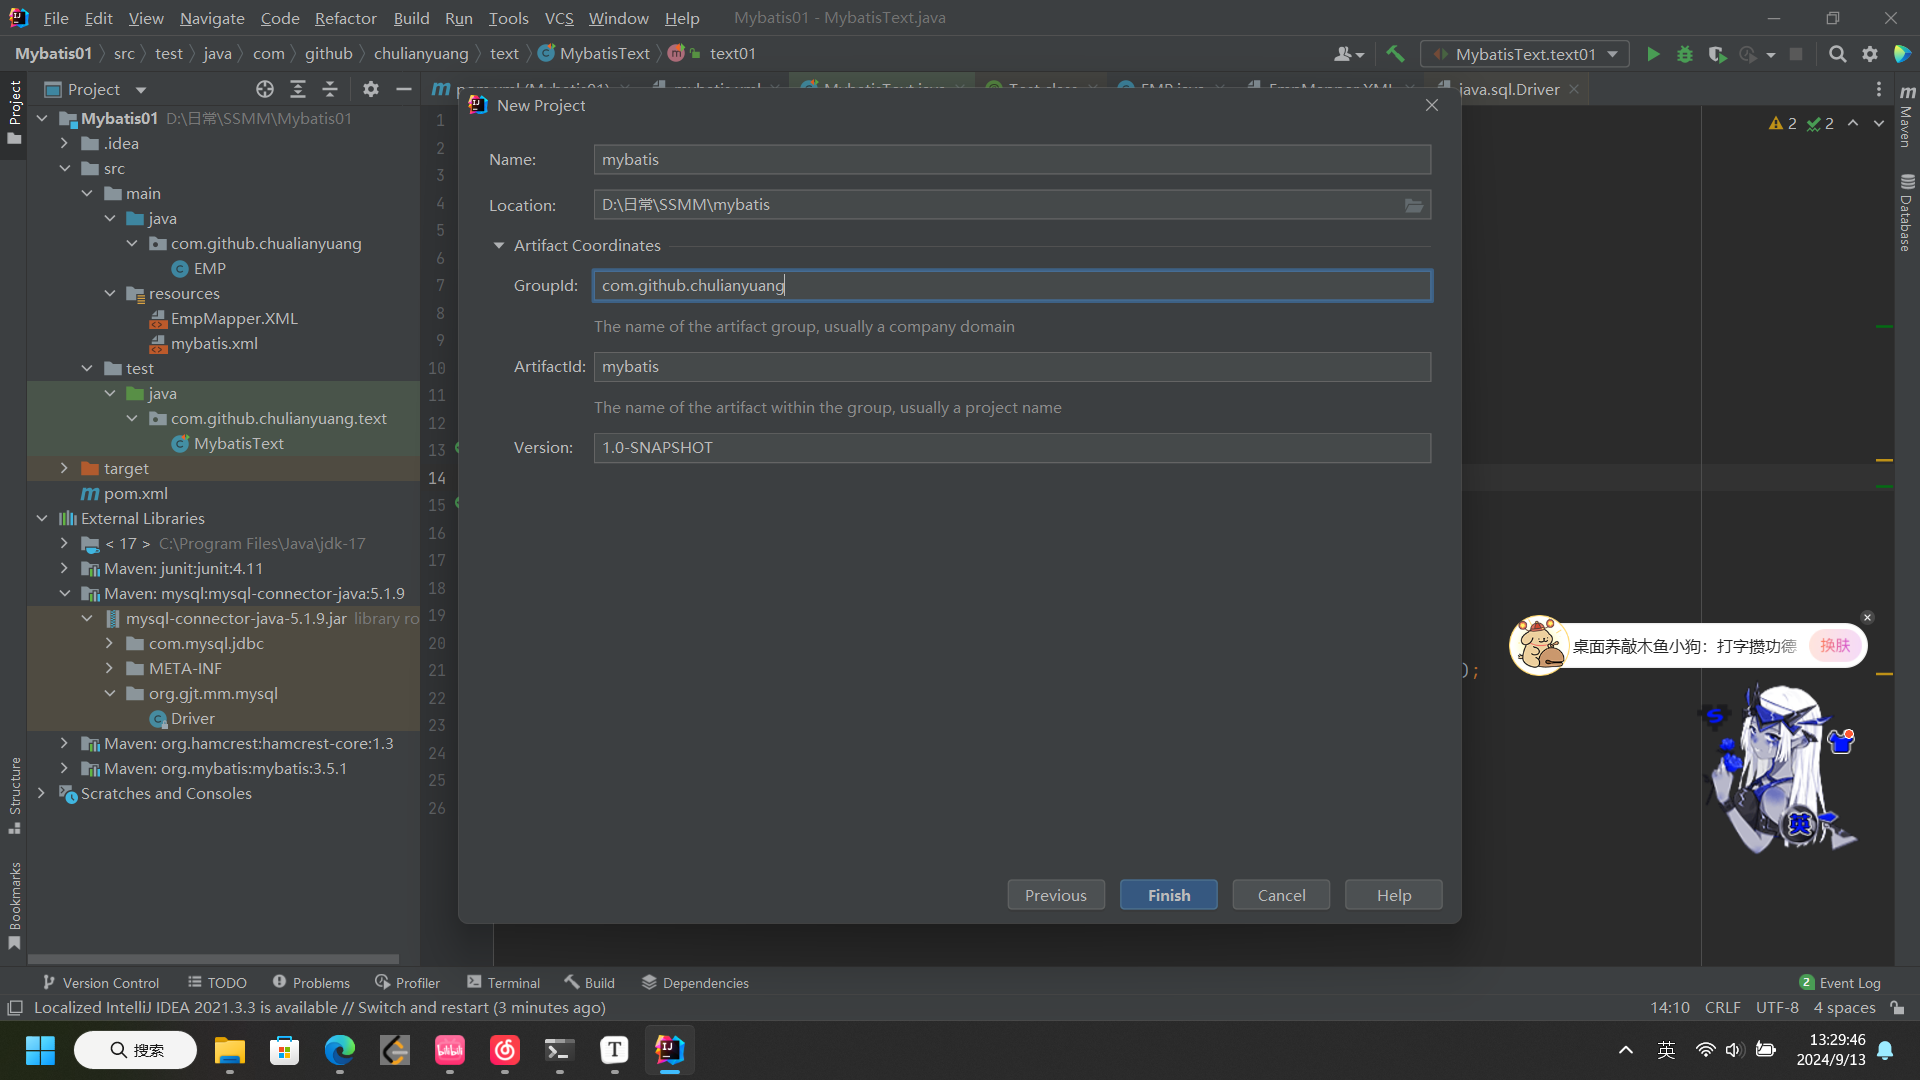 File Edit View Navigate Code Refactor Build Run Tools VCS Window Help Mybatis01 - MybatisText.java
Mybatis01 src test java com github chulianyuang text MybatisText text01 MybatisText.text01
Project
java.sql.Driver
New Project
Project
Mybatis01 D:\日常\SSMM\Mybatis01
.idea
src
main
java
com.github.chualianyuang
EMP
resources
EmpMapper.XML
mybatis.xml
test
java
com.github.chulianyuang.text
MybatisText
target
pom.xml
External Libraries
< 17 > C:\Program Files\Java\jdk-17
Maven: junit:junit:4.11
Maven: mysql:mysql-connector-java:5.1.9
mysql-connector-java-5.1.9.jar library ro
com.mysql.jdbc
META-INF
org.gjt.mm.mysql
Driver
Maven: org.hamcrest:hamcrest-core:1.3
Maven: org.mybatis:mybatis:3.5.1
Scratches and Consoles
Structure
Bookmarks
1
2
3
4
5
6
7
8
9
10
11
12
13
14
15
16
17
18
19
20
21
22
23
24
25
26
Name: mybatis
Location: D:\日常\SSMM\mybatis
Artifact Coordinates
GroupId: com.github.chulianyuang
The name of the artifact group, usually a company domain
ArtifactId: mybatis
The name of the artifact within the group, usually a project name
Version: 1.0-SNAPSHOT
Previous Finish Cancel Help
2 2
);
Maven
Database
桌面养敲木鱼小狗：打字攒功德 换肤
英
Version Control TODO Problems Profiler Terminal Build Dependencies 2 Event Log
Localized IntelliJ IDEA 2021.3.3 is available // Switch and restart (3 minutes ago) 14:10 CRLF UTF-8 4 spaces
搜索
英
13:29:46
2024/9/13